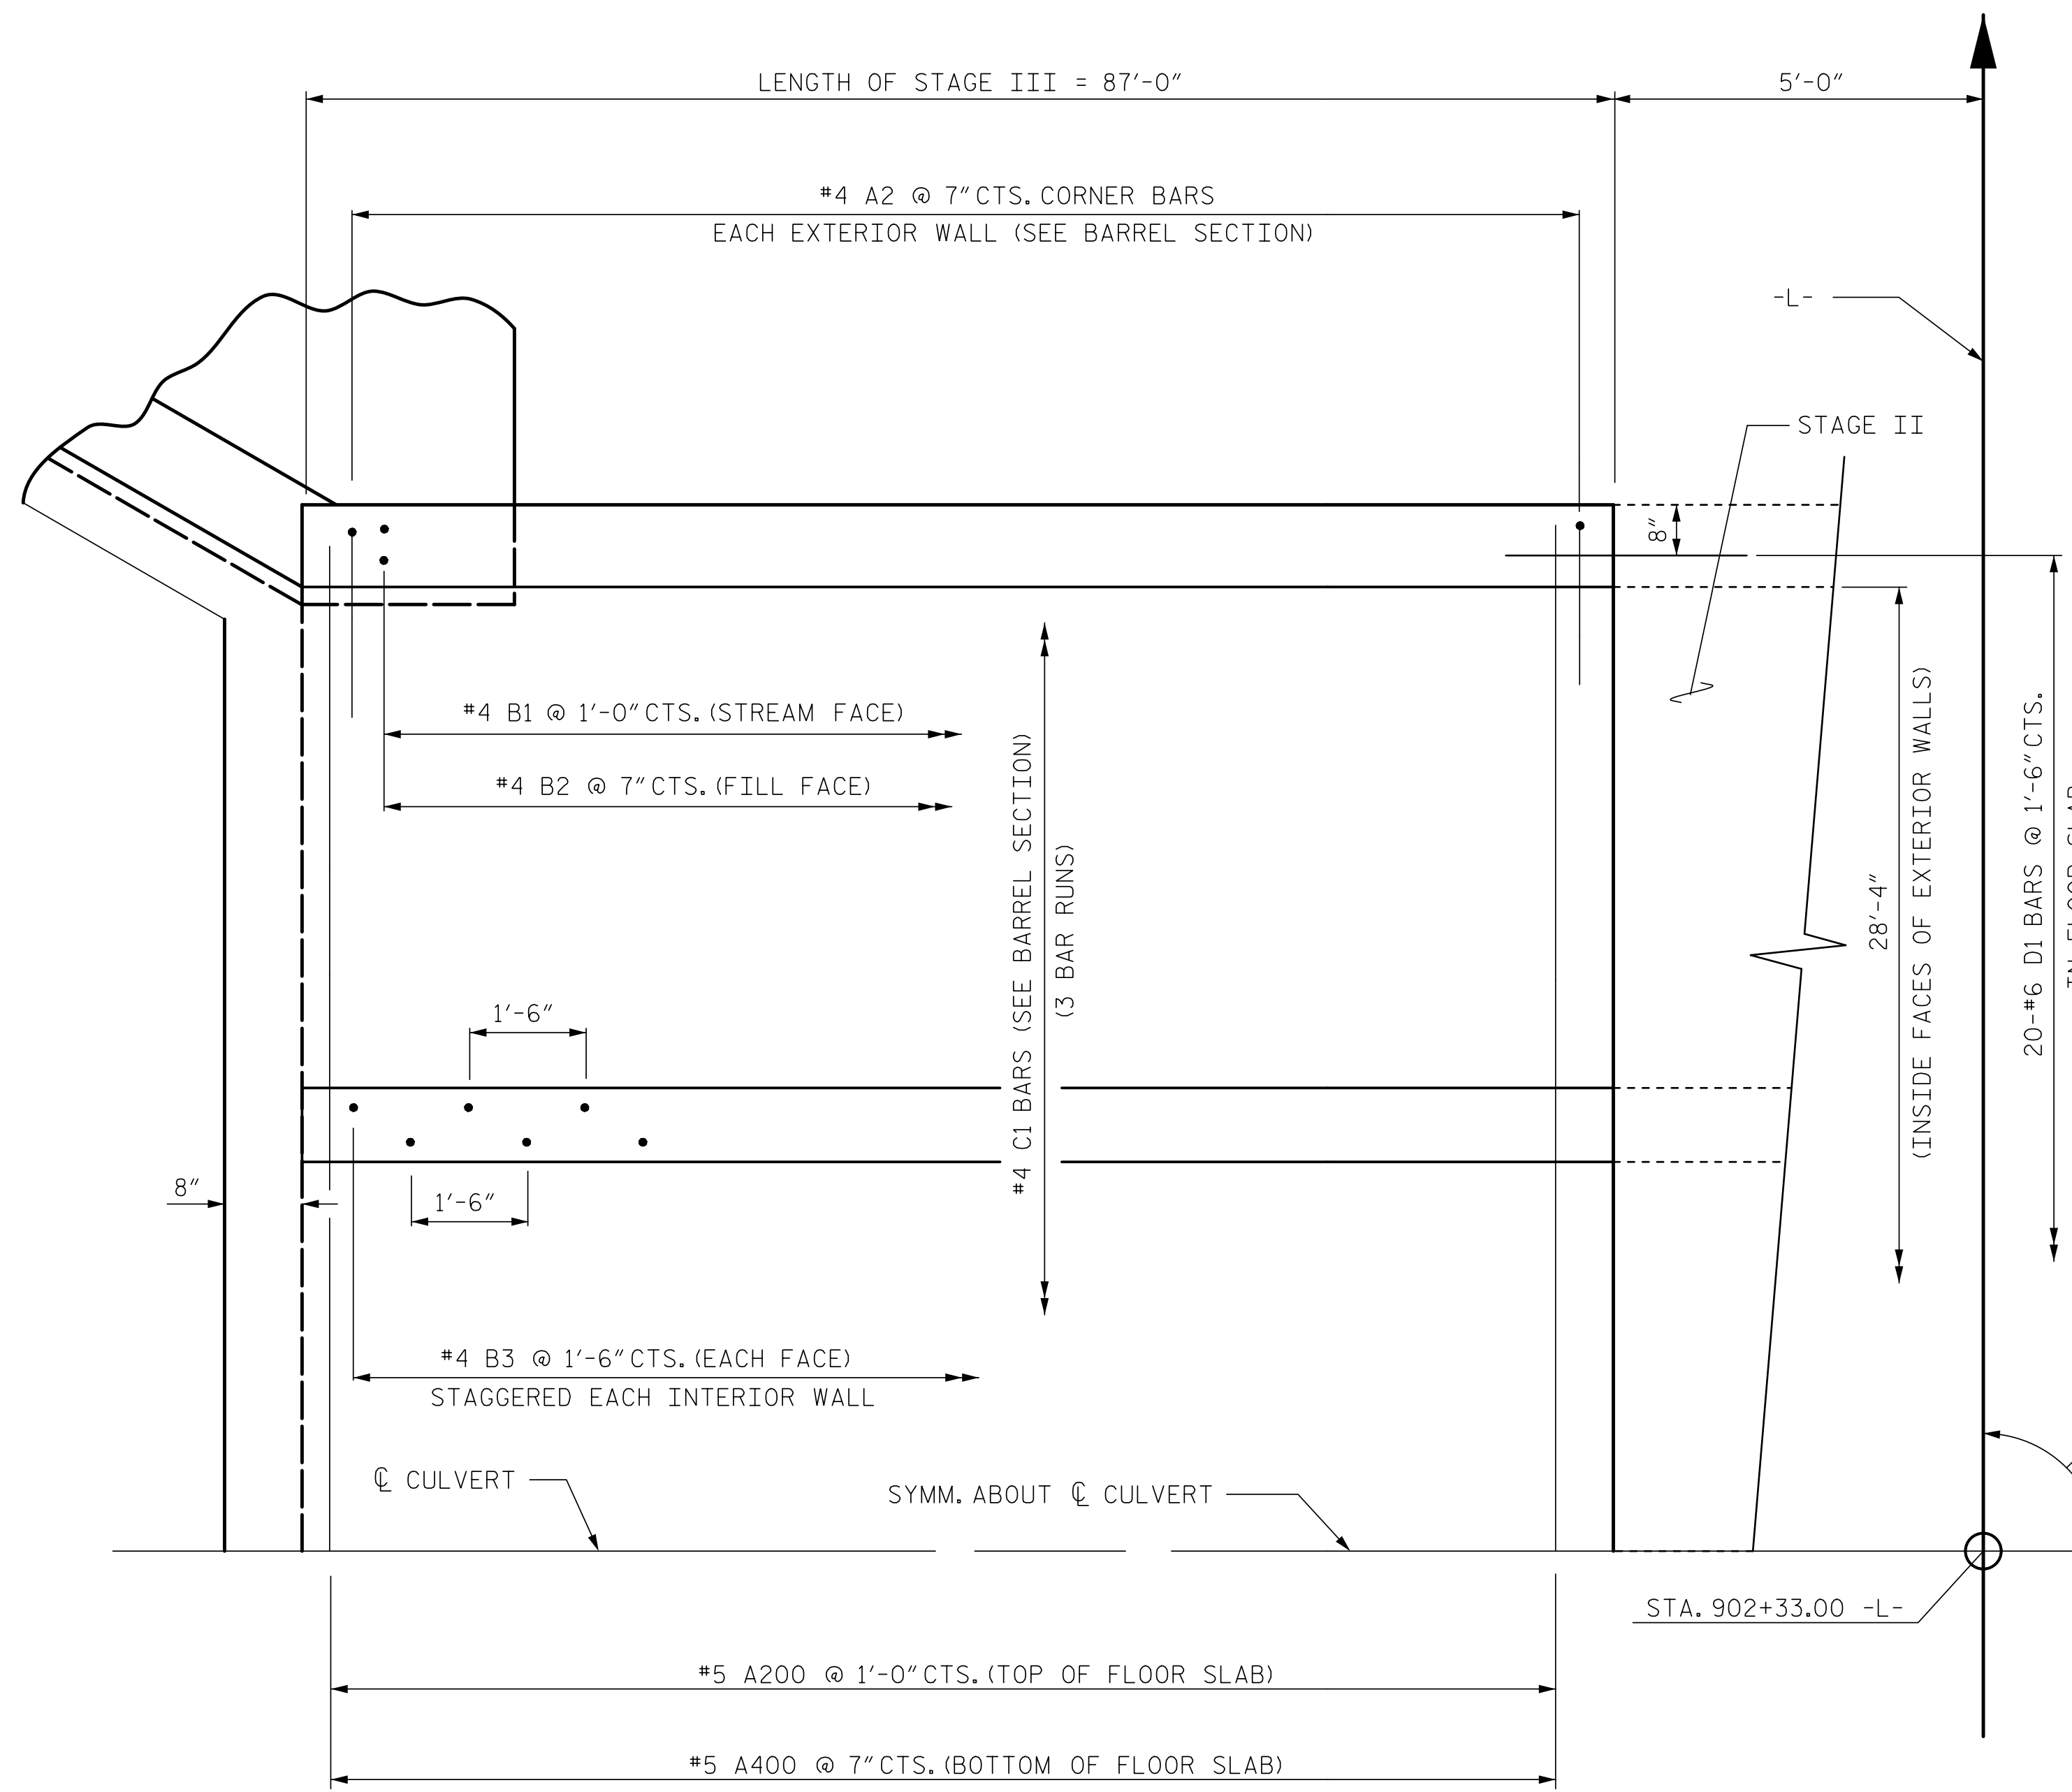 LENGTH OF STAGE III = 87'-0"
5'-0"
#4 A2 @ 7" CTS. CORNER BARS
EACH EXTERIOR WALL (SEE BARREL SECTION)
-L-
STAGE II
8"
#4 B1 @ 1'-0" CTS. (STREAM FACE)
#4 B2 @ 7" CTS. (FILL FACE)
#4 C1 BARS (SEE BARREL SECTION)
(3 BAR RUNS)
28'-4"
(INSIDE FACES OF EXTERIOR WALLS)
20-#6 D1 BARS @ 1'-6" CTS.
1'-6"
8"
1'-6"
#4 B3 @ 1'-6" CTS. (EACH FACE)
STAGGERED EACH INTERIOR WALL
℄ CULVERT
SYMM. ABOUT ℄ CULVERT
STA. 902+33.00 -L-
#5 A200 @ 1'-0" CTS. (TOP OF FLOOR SLAB)
#5 A400 @ 7" CTS. (BOTTOM OF FLOOR SLAB)